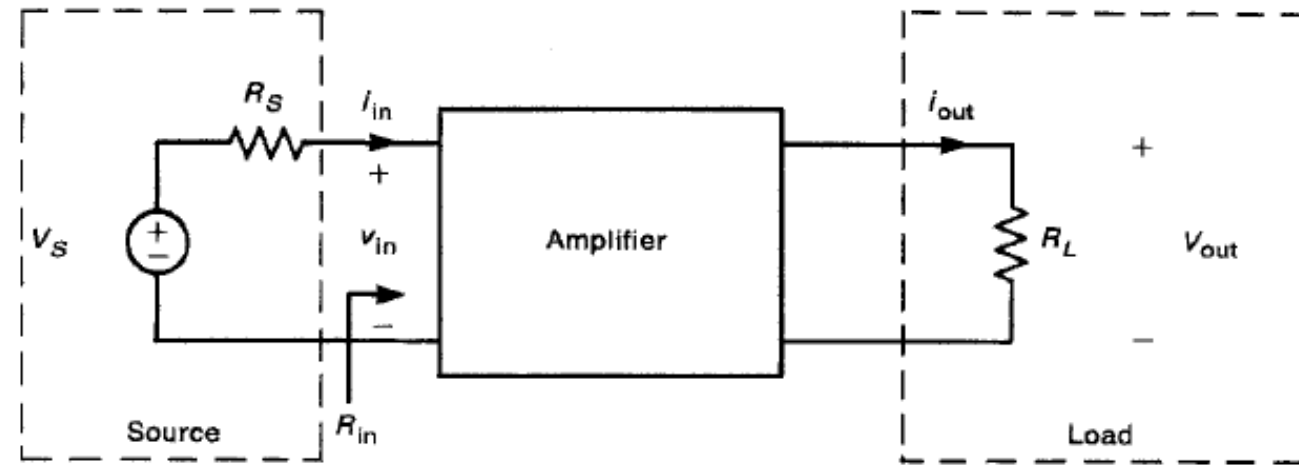 R_S
i_in
i_out
+
+
V_S
+
−
v_in
Amplifier
R_L
V_out
−
−
Source
R_in
Load